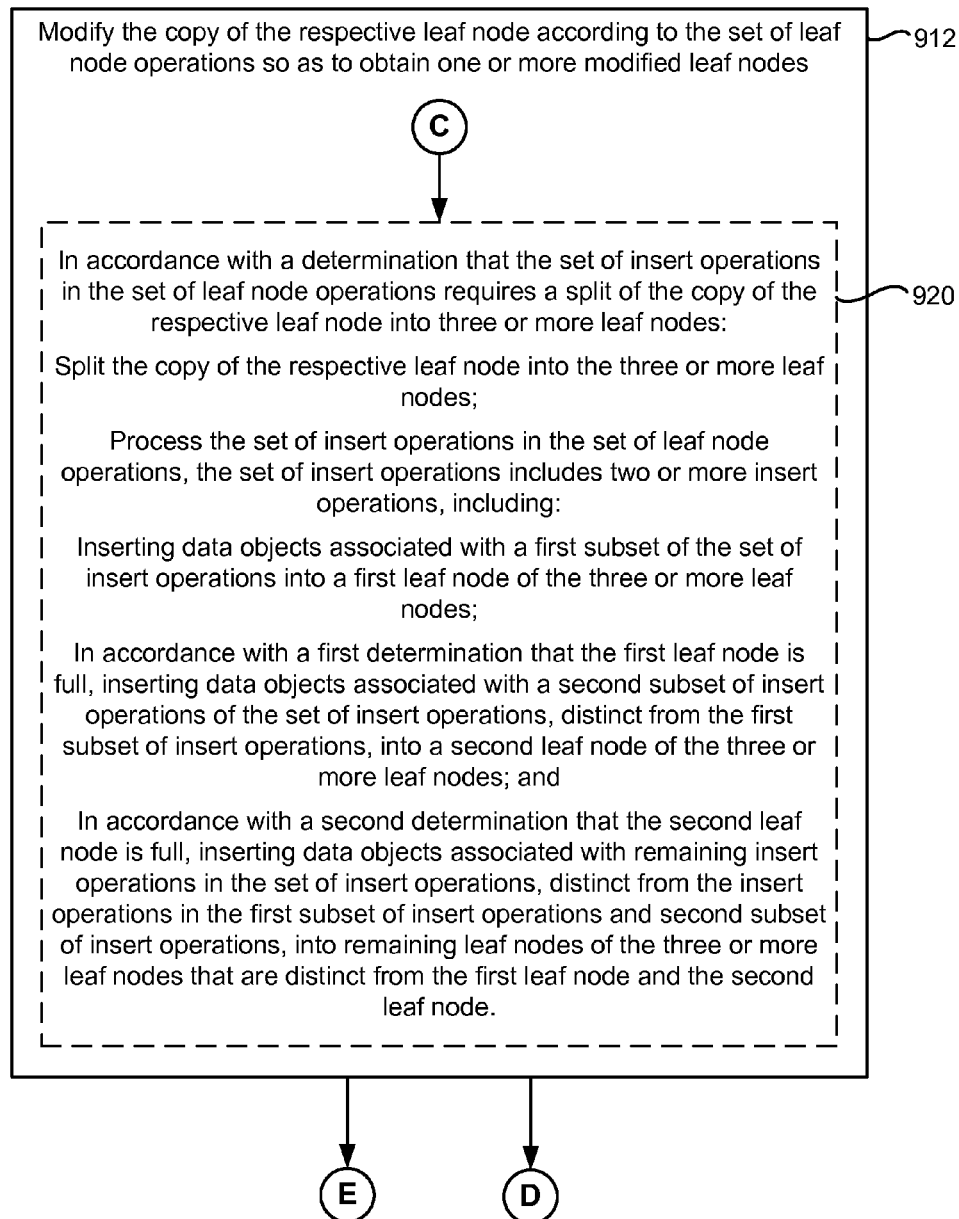 Modify the copy of the respective leaf node according to the set of leaf
node operations so as to obtain one or more modified leaf nodes
912
C
In accordance with a determination that the set of insert operations
in the set of leaf node operations requires a split of the copy of the
respective leaf node into three or more leaf nodes:
920
Split the copy of the respective leaf node into the three or more leaf
nodes;
Process the set of insert operations in the set of leaf node
operations, the set of insert operations includes two or more insert
operations, including:
Inserting data objects associated with a first subset of the set of
insert operations into a first leaf node of the three or more leaf
nodes;
In accordance with a first determination that the first leaf node is
full, inserting data objects associated with a second subset of insert
operations of the set of insert operations, distinct from the first
subset of insert operations, into a second leaf node of the three or
more leaf nodes; and
In accordance with a second determination that the second leaf
node is full, inserting data objects associated with remaining insert
operations in the set of insert operations, distinct from the insert
operations in the first subset of insert operations and second subset
of insert operations, into remaining leaf nodes of the three or more
leaf nodes that are distinct from the first leaf node and the second
leaf node.
E
D